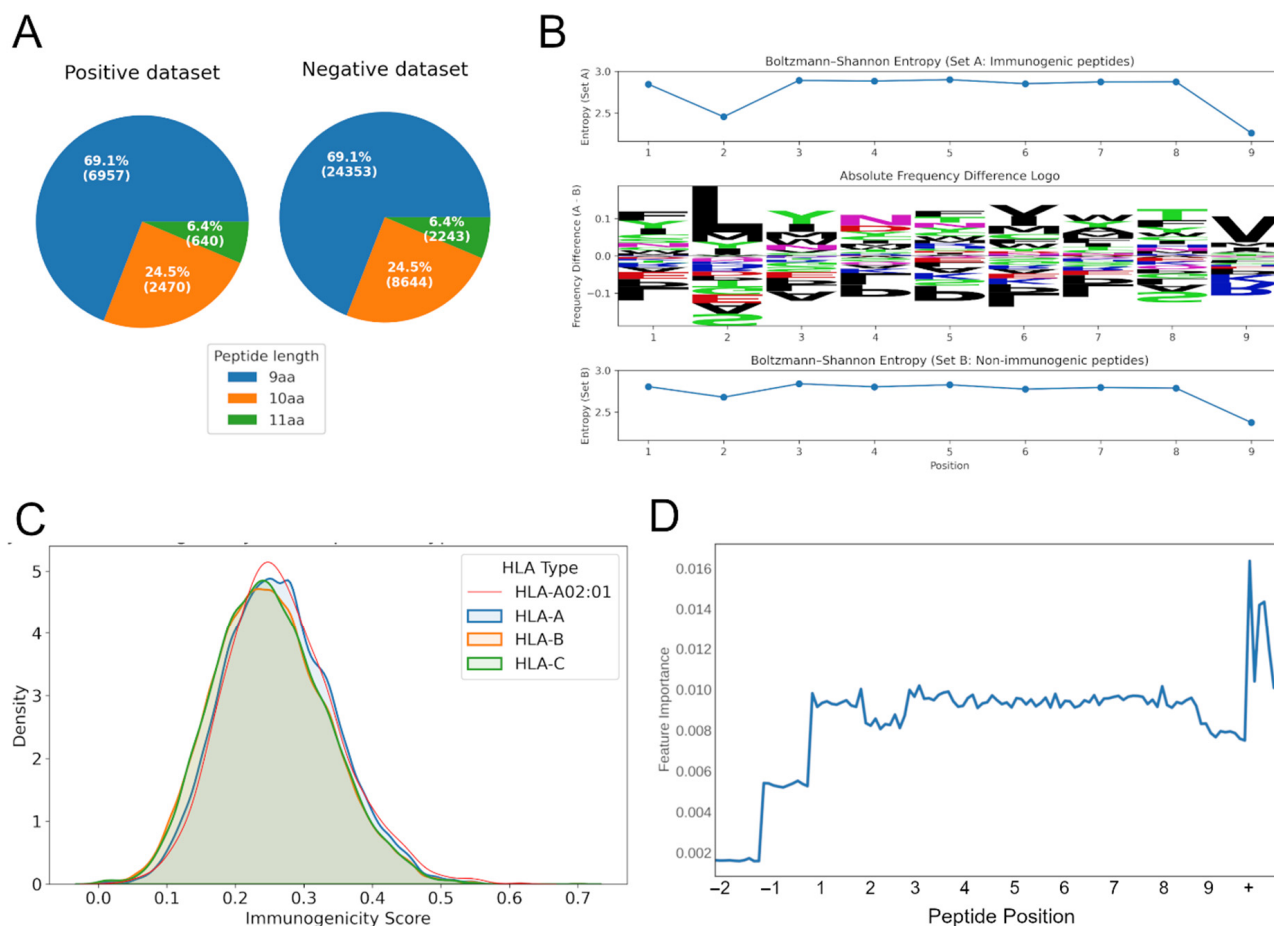 A
Positive dataset
Negative dataset
69.1%
(6957)
6.4%
(640)
24.5%
(2470)
69.1%
(24353)
6.4%
(2243)
24.5%
(8644)
Peptide length
9aa
10aa
11aa
B
Boltzmann–Shannon Entropy (Set A: Immunogenic peptides)
Entropy (Set A)
3.0
2.5
1 2 3 4 5 6 7 8 9
Absolute Frequency Difference Logo
Frequency Difference (A - B)
0.1
0.0
−0.1
1 2 3 4 5 6 7 8 9
Boltzmann–Shannon Entropy (Set B: Non-immunogenic peptides)
Entropy (Set B)
3.0
2.5
1 2 3 4 5 6 7 8 9
Position
C
HLA Type
HLA-A02:01
HLA-A
HLA-B
HLA-C
Density
5
4
3
2
1
0
0.0 0.1 0.2 0.3 0.4 0.5 0.6 0.7
Immunogenicity Score
D
Feature Importance
0.016
0.014
0.012
0.010
0.008
0.006
0.004
0.002
−2 −1 1 2 3 4 5 6 7 8 9 +
Peptide Position